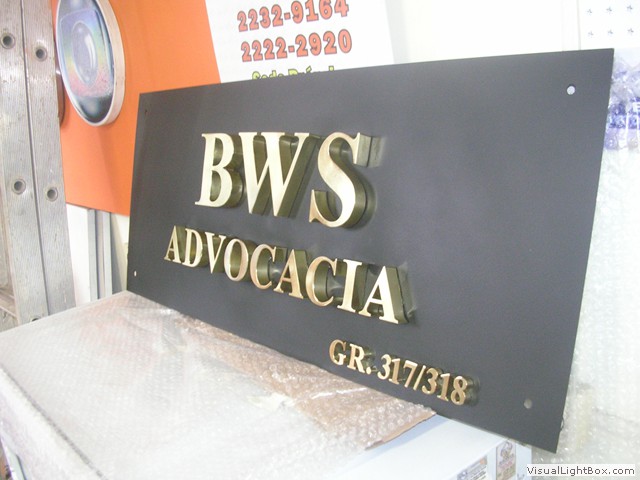 2232-9164
2222-2920
BWS
ADVOCACIA
GR. 317/318
VisualLightBox.com